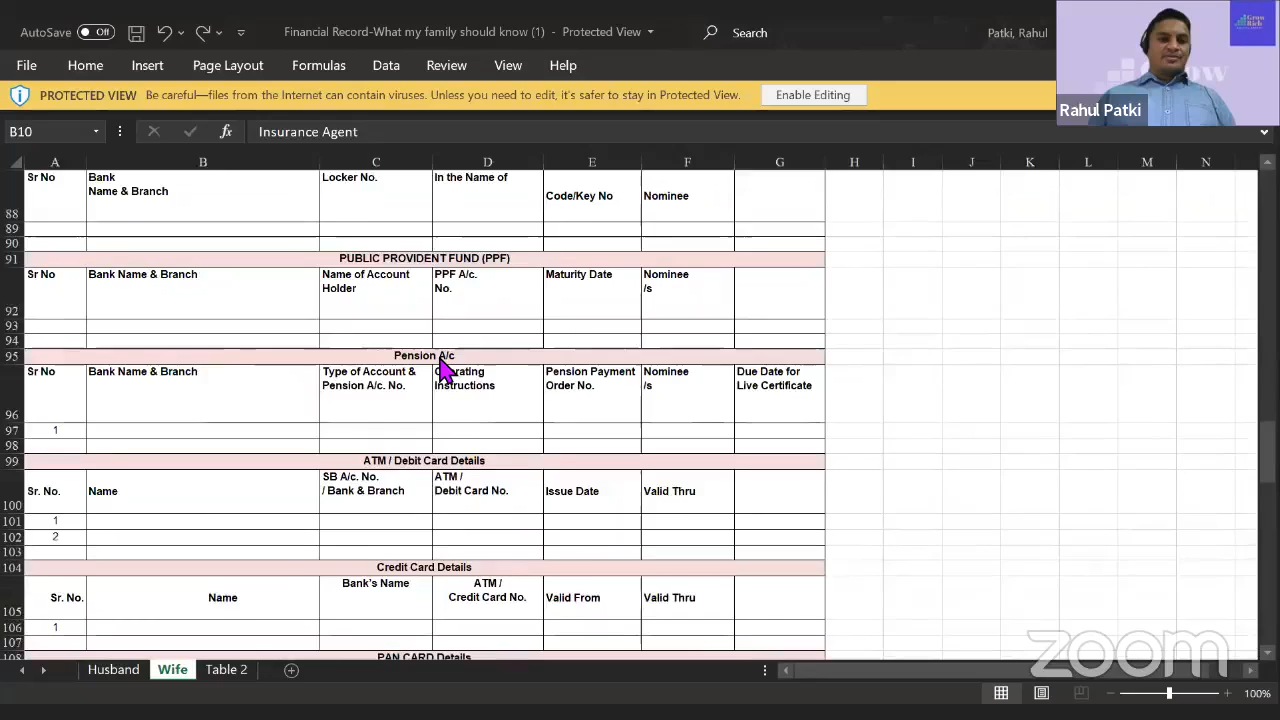 AutoSave Off Financial Record-What my family should know (1) - Protected View Search Patki, Rahul
Grow Rich
File Home Insert Page Layout Formulas Data Review View Help
PROTECTED VIEW Be careful—files from the Internet can contain viruses. Unless you need to edit, it's safer to stay in Protected View. Enable Editing
Rahul Patki
B10 fx Insurance Agent
A B C D E F G H I J K L M N
Sr No Bank Locker No. In the Name of
Name & Branch
Code/Key No Nominee
88
89
90
91 PUBLIC PROVIDENT FUND (PPF)
Sr No Bank Name & Branch Name of Account PPF A/c. Maturity Date Nominee
Holder No. /s
92
93
94
95 Pension A/c
Sr No Bank Name & Branch Type of Account & Operating Pension Payment Nominee Due Date for
Pension A/c. No. Instructions Order No. /s Live Certificate
96
97 1
98
99 ATM / Debit Card Details
SB A/c. No. ATM /
Sr. No. Name / Bank & Branch Debit Card No. Issue Date Valid Thru
100
101 1
102 2
103
104 Credit Card Details
Bank's Name ATM /
Sr. No. Name Credit Card No. Valid From Valid Thru
105
106 1
107
108 PAN CARD Details
zoom
Husband Wife Table 2
100%